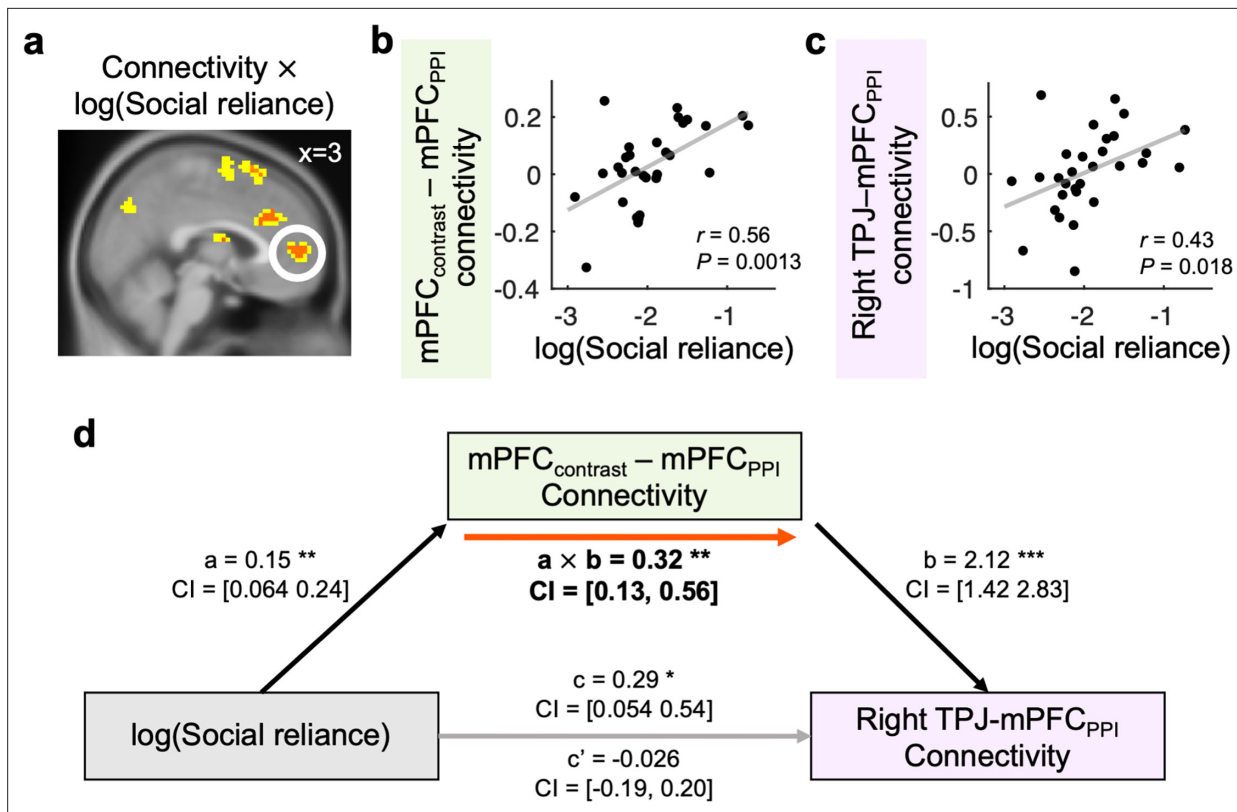 a
Connectivity ×
log(Social reliance)
x=3
b
mPFCcontrast – mPFCPPI
connectivity
0.2
0
-0.2
-0.4
r = 0.56
P = 0.0013
-3 -2 -1
log(Social reliance)
c
Right TPJ–mPFCPPI
connectivity
1
0.5
0
-0.5
-1
r = 0.43
P = 0.018
-3 -2 -1
log(Social reliance)
d
mPFCcontrast – mPFCPPI
Connectivity
a = 0.15 **
CI = [0.064 0.24]
a × b = 0.32 **
CI = [0.13, 0.56]
b = 2.12 ***
CI = [1.42 2.83]
log(Social reliance)
c = 0.29 *
CI = [0.054 0.54]
c’ = -0.026
CI = [-0.19, 0.20]
Right TPJ-mPFCPPI
Connectivity